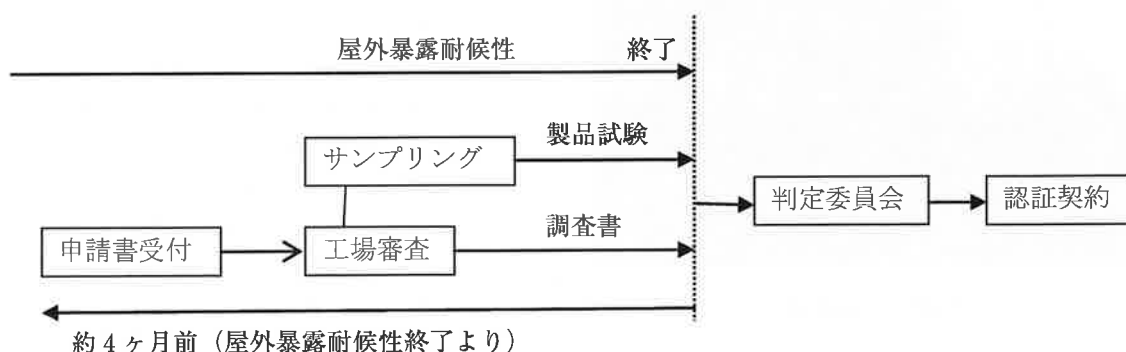 屋外暴露耐候性 終了
製品試験
サンプリング
判定委員会
認証契約
調査書
申請書受付
工場審査
約4ヶ月前（屋外暴露耐候性終了より）